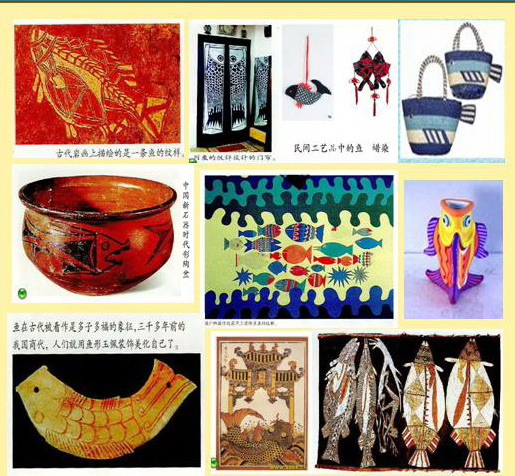 古代岩画上描绘的是一条鱼的纹样。
用鱼的纹样设计的门帘。
民间工艺品中的鱼 蜡染
中国新石器时代彩陶盆
鱼在古代被看作是多子多福的象征,三千多年前的
我国商代，人们就用鱼形玉佩装饰美化自己了。